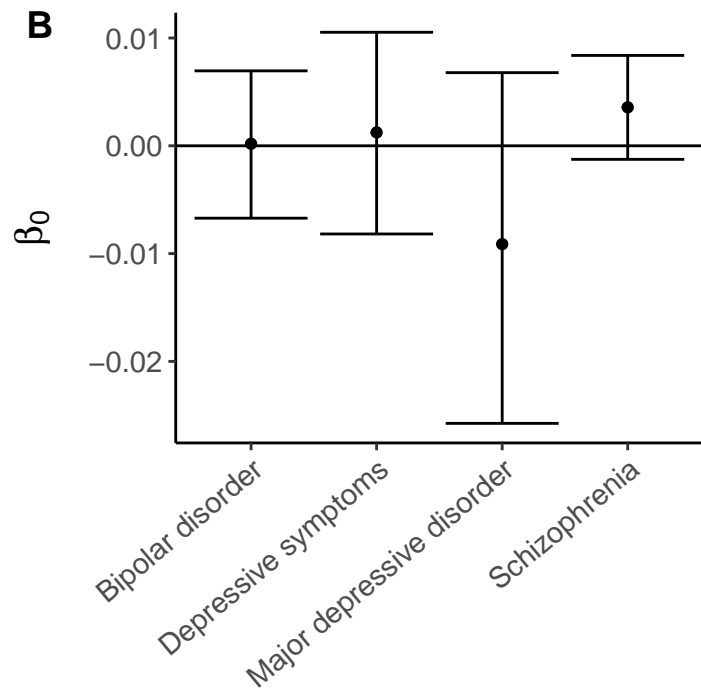 B
β0
0.01
0.00
−0.01
−0.02
Bipolar disorder
Depressive symptoms
Major depressive disorder
Schizophrenia